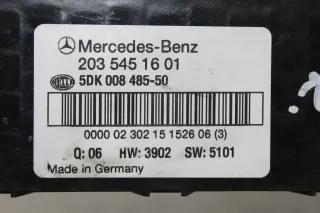 Mercedes-Benz
203 545 16 01
HELLA 5DK 008 485-50
0000 02 302 15 1526 06 (3)
Q: 06 HW: 3902 SW: 5101
Made in Germany